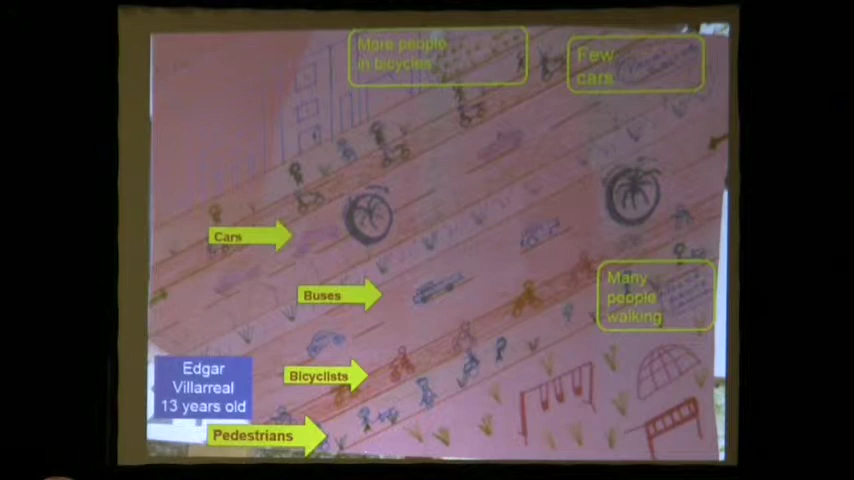 More people
in bicycles
Few
cars
Cars
Buses
Many
people
walking
Bicyclists
Edgar
Villarreal
13 years old
Pedestrians